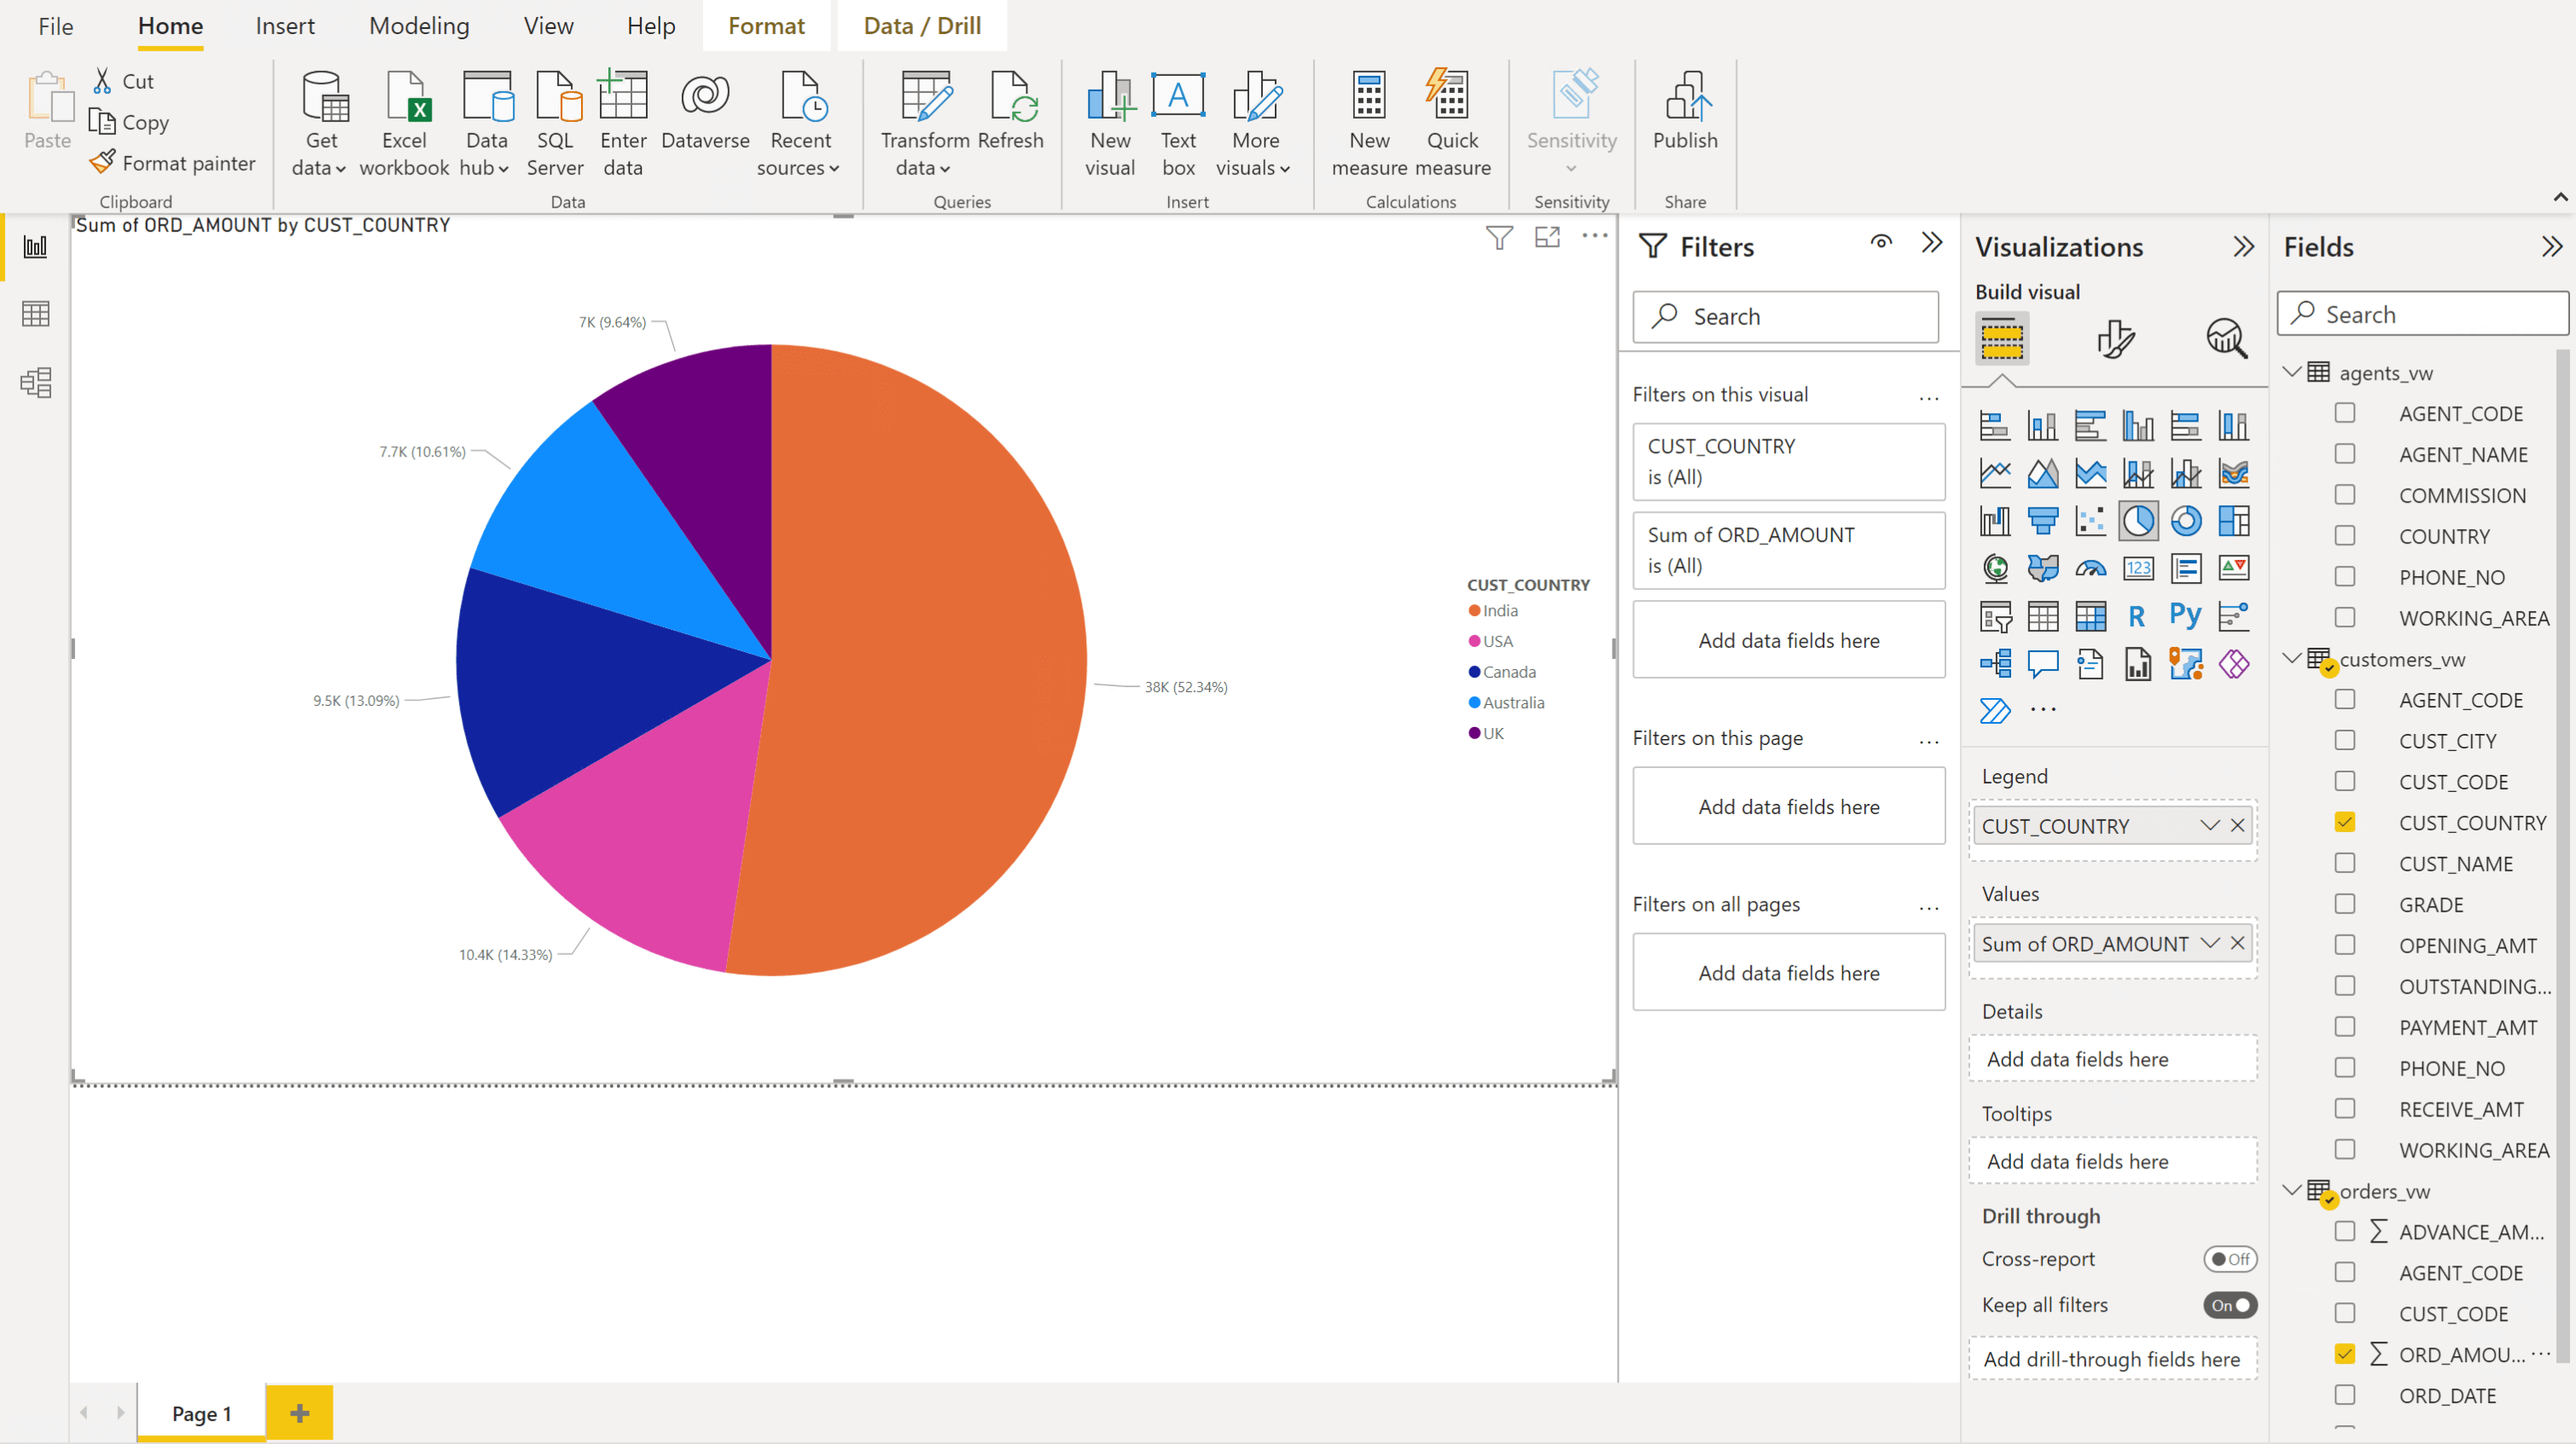 File Home Insert Modeling View Help Format Data / Drill
Paste
Cut
Copy
Format painter
Clipboard
Get data
Excel workbook
Data hub
SQL Server
Enter data
Dataverse
Recent sources
Data
Transform data
Refresh
Queries
New visual
Text box
More visuals
Insert
New measure
Quick measure
Calculations
Sensitivity
Sensitivity
Publish
Share
Sum of ORD_AMOUNT by CUST_COUNTRY
7K (9.64%)
7.7K (10.61%)
9.5K (13.09%)
10.4K (14.33%)
38K (52.34%)
CUST_COUNTRY
India
USA
Canada
Australia
UK
Filters
Search
Filters on this visual
...
CUST_COUNTRY
is (All)
Sum of ORD_AMOUNT
is (All)
Add data fields here
Filters on this page
...
Add data fields here
Filters on all pages
...
Add data fields here
Visualizations
Build visual
123
R
Py
...
Legend
CUST_COUNTRY
Values
Sum of ORD_AMOUNT
Details
Add data fields here
Tooltips
Add data fields here
Drill through
Cross-report
Off
Keep all filters
On
Add drill-through fields here
Fields
Search
agents_vw
AGENT_CODE
AGENT_NAME
COMMISSION
COUNTRY
PHONE_NO
WORKING_AREA
customers_vw
AGENT_CODE
CUST_CITY
CUST_CODE
CUST_COUNTRY
CUST_NAME
GRADE
OPENING_AMT
OUTSTANDING...
PAYMENT_AMT
PHONE_NO
RECEIVE_AMT
WORKING_AREA
orders_vw
∑ ADVANCE_AM...
AGENT_CODE
CUST_CODE
∑ ORD_AMOU... ...
ORD_DATE
Page 1
+